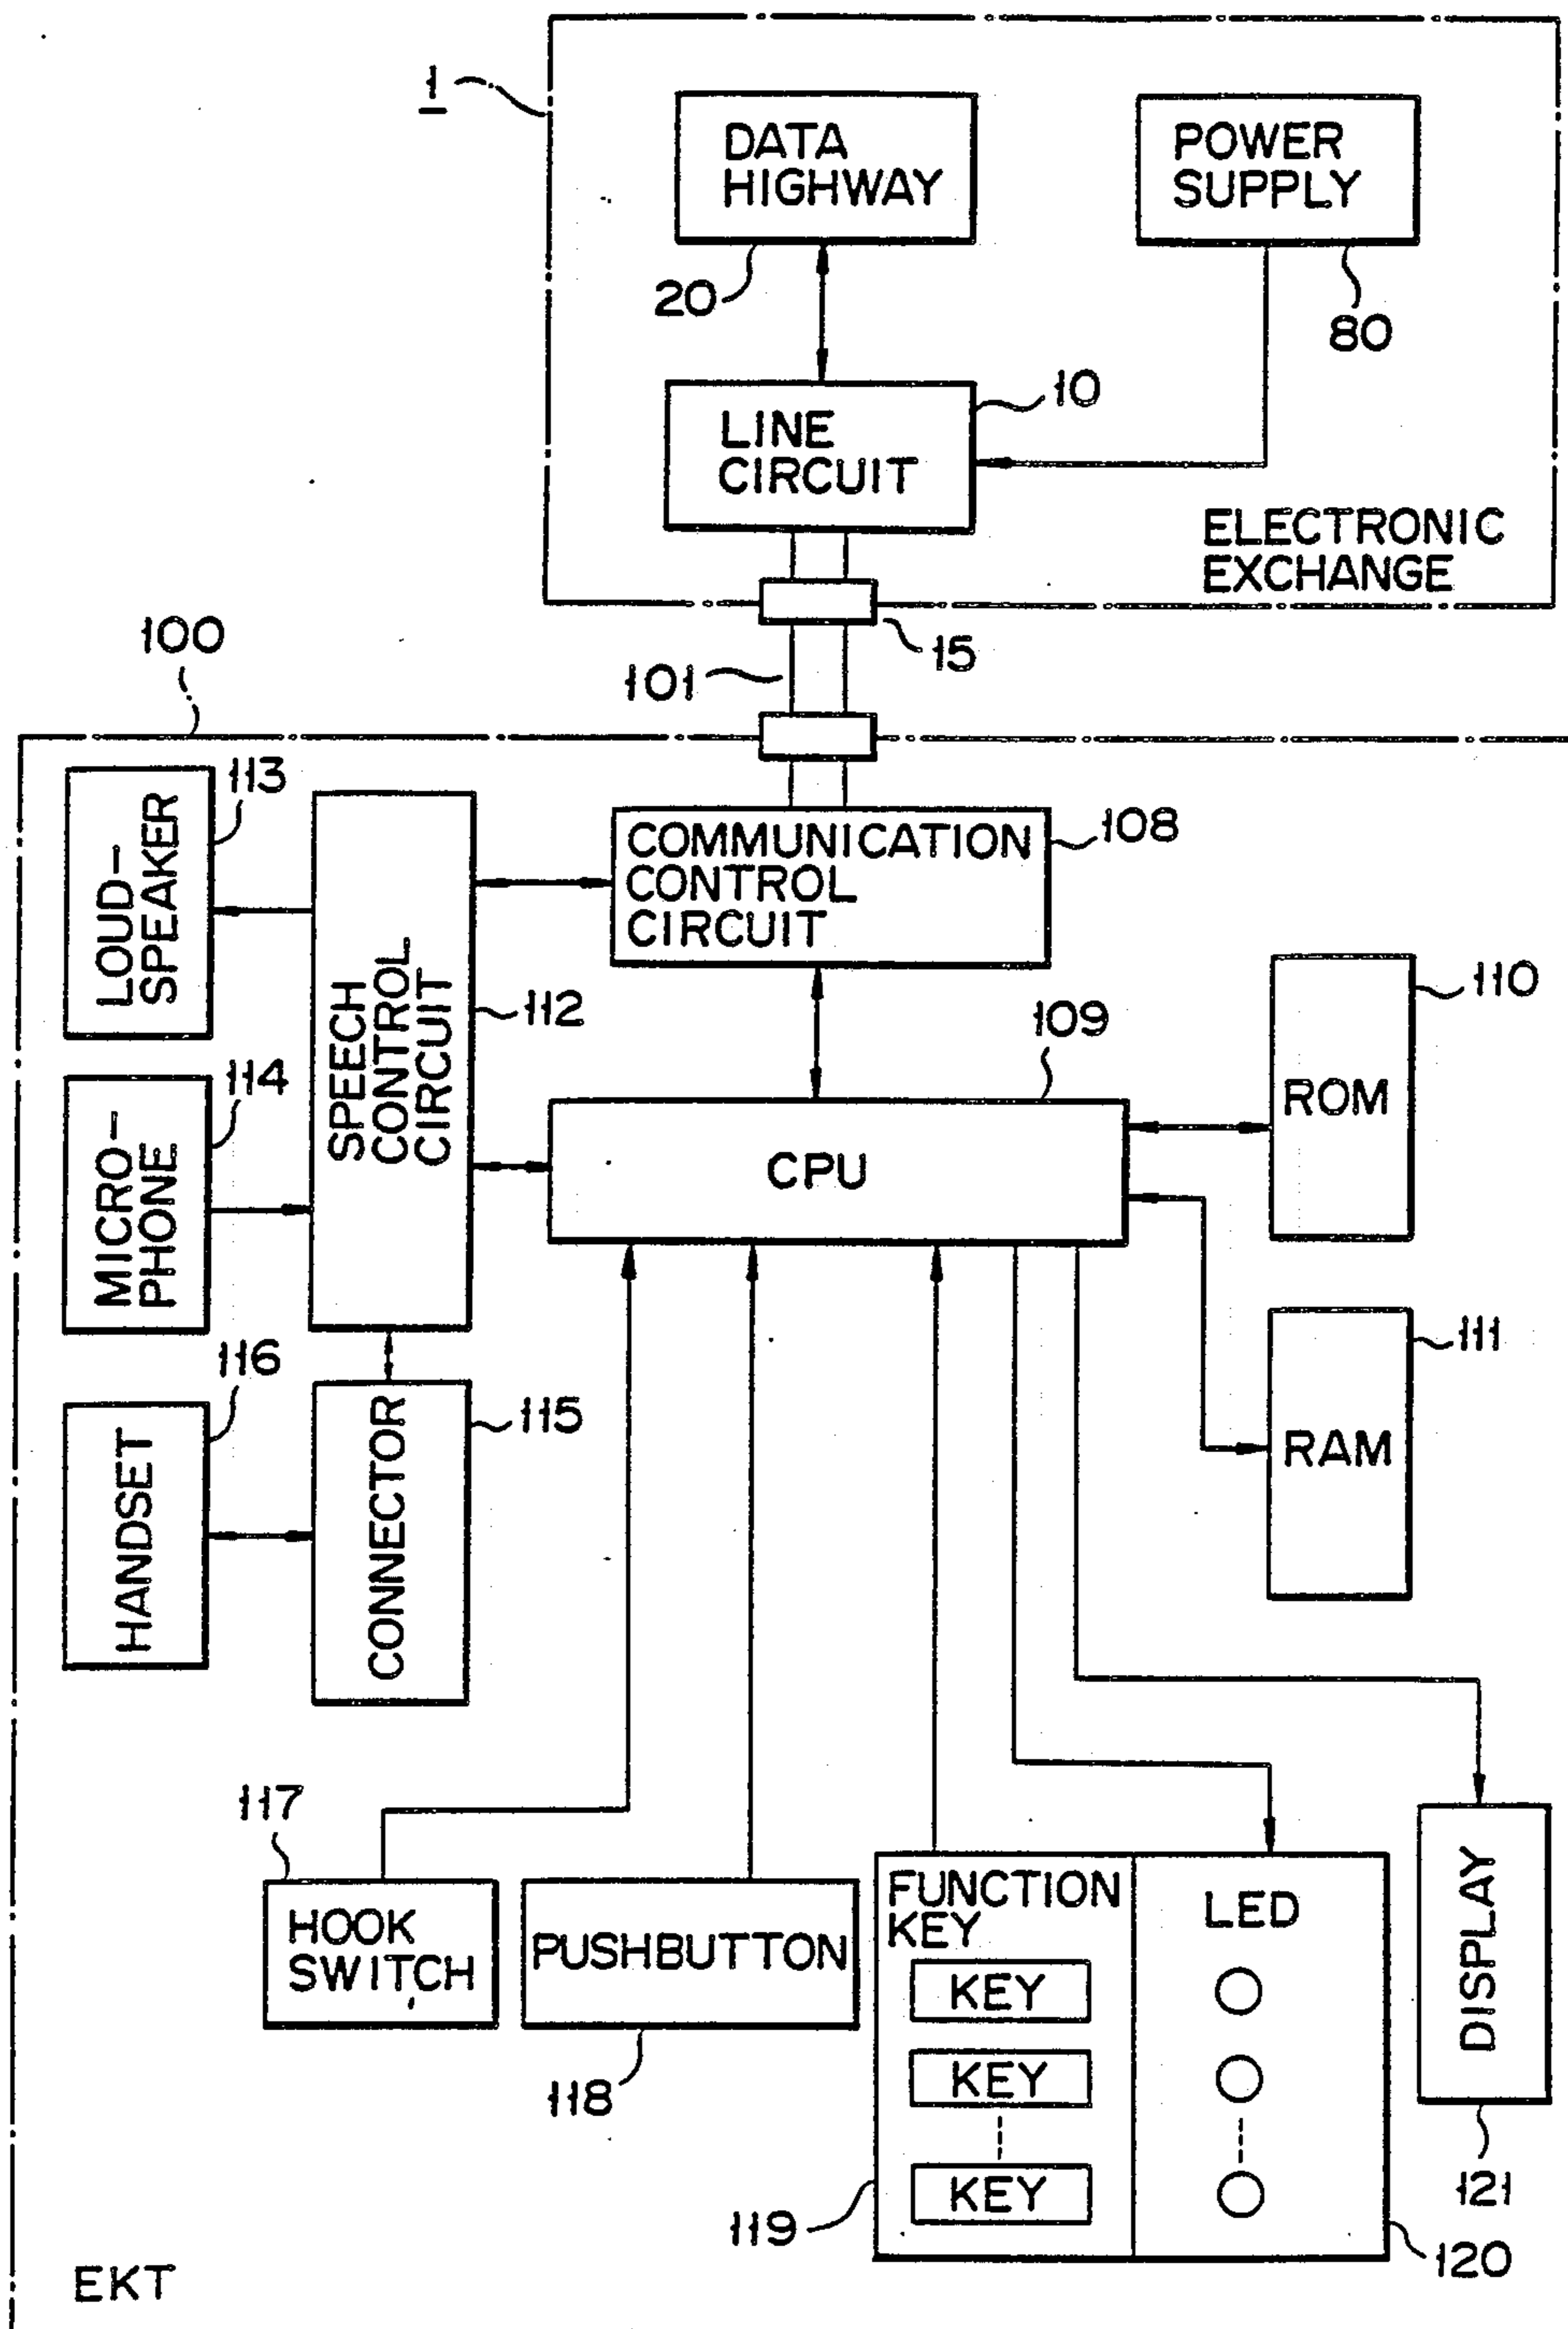 1
DATA
HIGHWAY
20
POWER
SUPPLY
80
10
LINE
CIRCUIT
ELECTRONIC
EXCHANGE
15
101
100
113
LOUD-
SPEAKER
SPEECH
CONTROL
CIRCUIT
112
COMMUNICATION
CONTROL
CIRCUIT
108
109
CPU
110
ROM
114
MICRO-
PHONE
111
RAM
116
HANDSET
115
CONNECTOR
117
HOOK
SWITCH
PUSHBUTTON
118
FUNCTION
KEY
KEY
KEY
KEY
119
LED
120
DISPLAY
121
EKT